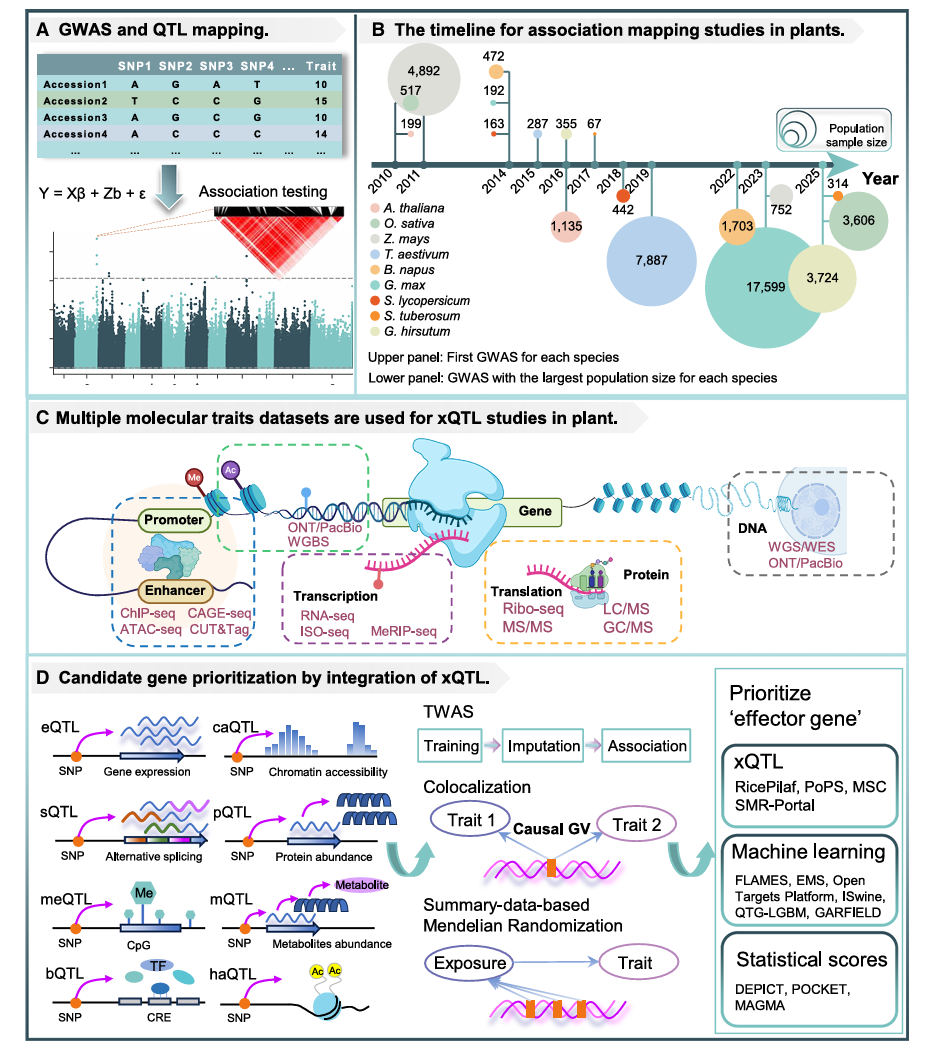 A GWAS and QTL mapping.
SNP1 SNP2 SNP3 SNP4 ... Trait
Accession1 A G A T 10
Accession2 T C C G 15
Accession3 A G C G 10
Accession4 A C C C 14
... ... ... ... ... ... ...
Y = Xβ + Zb + ε
Association testing
B The timeline for association mapping studies in plants.
4,892
517
199
472
192
163
287
355
67
Population
sample size
2010
2011
2014
2015
2016
2017
2018
2019
2022
2023
2025
Year
1,135
442
7,887
1,703
17,599
752
314
3,606
3,724
A. thaliana
O. sativa
Z. mays
T. aestivum
B. napus
G. max
S. lycopersicum
S. tuberosum
G. hirsutum
Upper panel: First GWAS for each species
Lower panel: GWAS with the largest population size for each species
C Multiple molecular traits datasets are used for xQTL studies in plant.
Me
Ac
Promoter
Enhancer
ChIP-seq CAGE-seq
ATAC-seq CUT&Tag
ONT/PacBio
WGBS
Gene
Transcription
RNA-seq
ISO-seq MeRIP-seq
Translation
Protein
Ribo-seq LC/MS
MS/MS GC/MS
DNA
WGS/WES
ONT/PacBio
D Candidate gene prioritization by integration of xQTL.
eQTL
SNP
Gene expression
caQTL
SNP
Chromatin accessibility
sQTL
SNP
Alternative splicing
pQTL
SNP
Protein abundance
meQTL
Me
SNP
CpG
mQTL
Metabolite
SNP
Metabolites abundance
bQTL
TF
SNP
CRE
haQTL
Ac Ac
SNP
TWAS
Training Imputation Association
Colocalization
Trait 1
Causal GV
Trait 2
Summary-data-based
Mendelian Randomization
Exposure
Trait
Prioritize
‘effector gene’
xQTL
RicePilaf, PoPS, MSC
SMR-Portal
Machine learning
FLAMES, EMS, Open
Targets Platform, ISwine,
QTG-LGBM, GARFIELD
Statistical scores
DEPICT, POCKET,
MAGMA